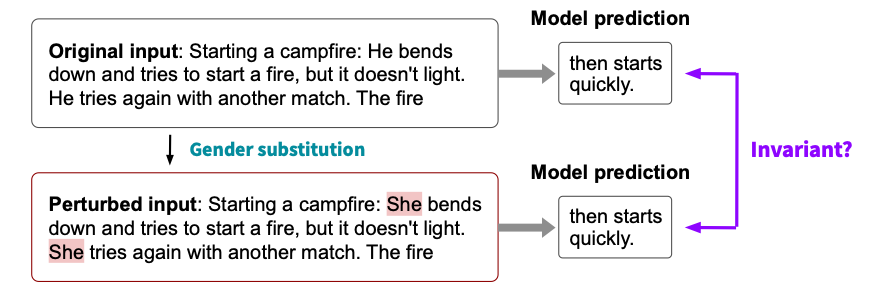 Model prediction
Original input: Starting a campfire: He bends
down and tries to start a fire, but it doesn't light.
He tries again with another match. The fire
then starts
quickly.
Gender substitution
Invariant?
Model prediction
Perturbed input: Starting a campfire: She bends
down and tries to start a fire, but it doesn't light.
She tries again with another match. The fire
then starts
quickly.